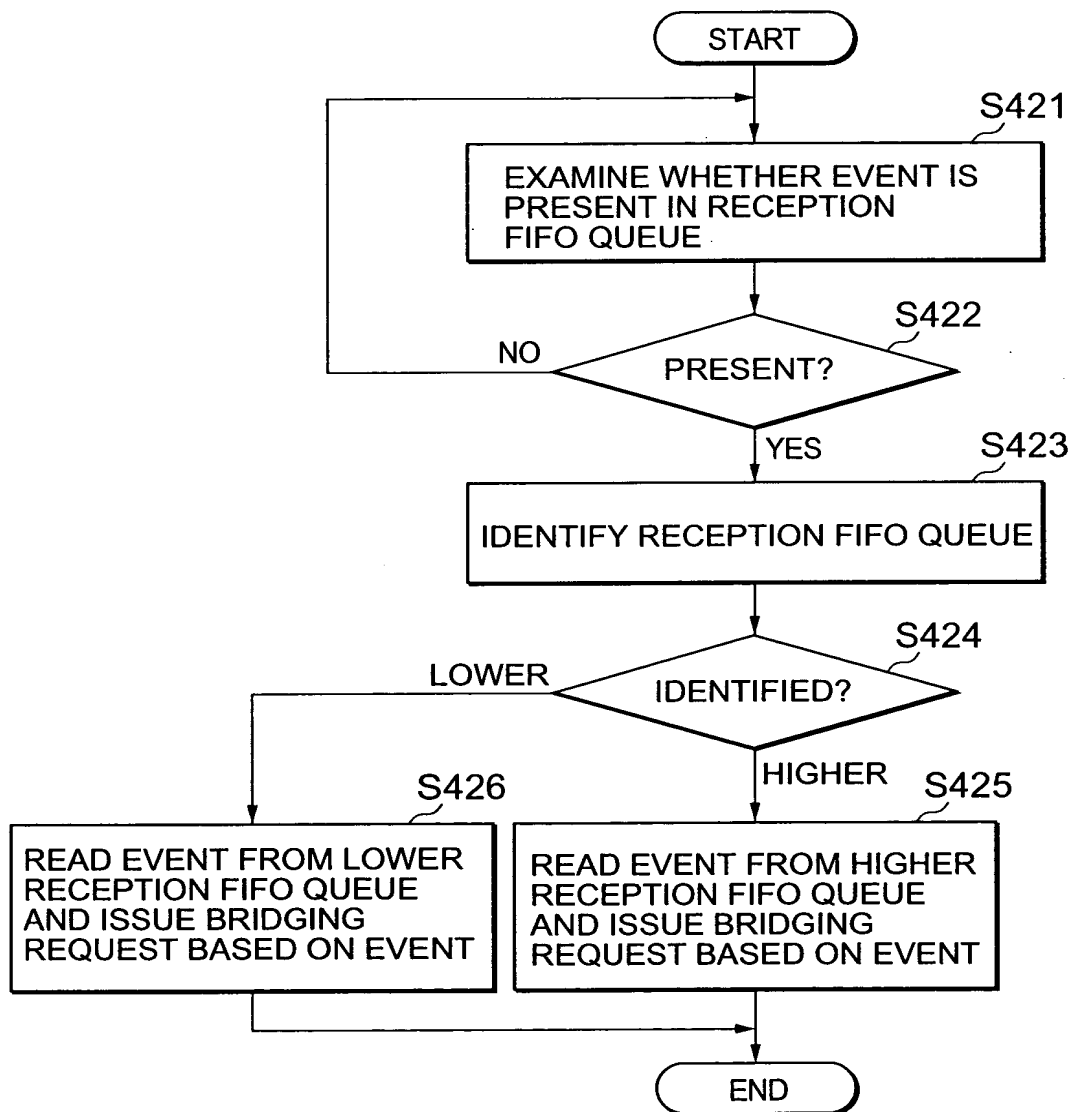 START
S421
EXAMINE WHETHER EVENT IS
PRESENT IN RECEPTION
FIFO QUEUE
S422
NO
PRESENT?
YES
S423
IDENTIFY RECEPTION FIFO QUEUE
S424
LOWER
IDENTIFIED?
HIGHER
S426
S425
READ EVENT FROM LOWER
RECEPTION FIFO QUEUE
AND ISSUE BRIDGING
REQUEST BASED ON EVENT
READ EVENT FROM HIGHER
RECEPTION FIFO QUEUE
AND ISSUE BRIDGING
REQUEST BASED ON EVENT
END